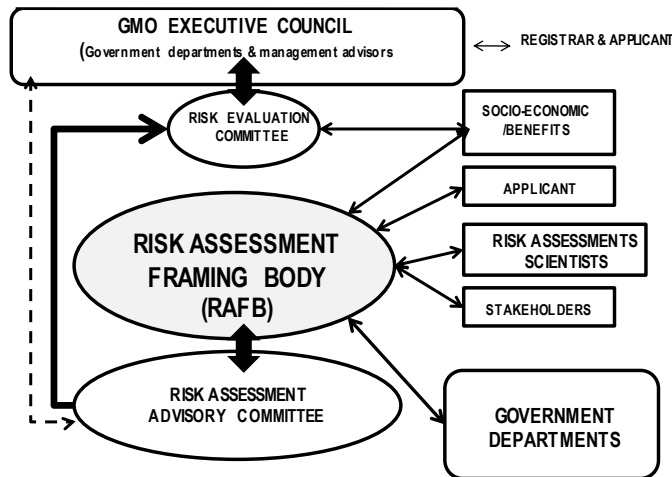 GMO EXECUTIVE COUNCIL
(Government departments & management advisors
REGISTRAR & APPLICANT
RISK EVALUATION
COMMITTEE
SOCIO-ECONOMIC
/BENEFITS
APPLICANT
RISK ASSESSMENT
FRAMING BODY
(RAFB)
RISK ASSESSMENTS
SCIENTISTS
STAKEHOLDERS
RISK ASSESSMENT
ADVISORY COMMITTEE
GOVERNMENT
DEPARTMENTS